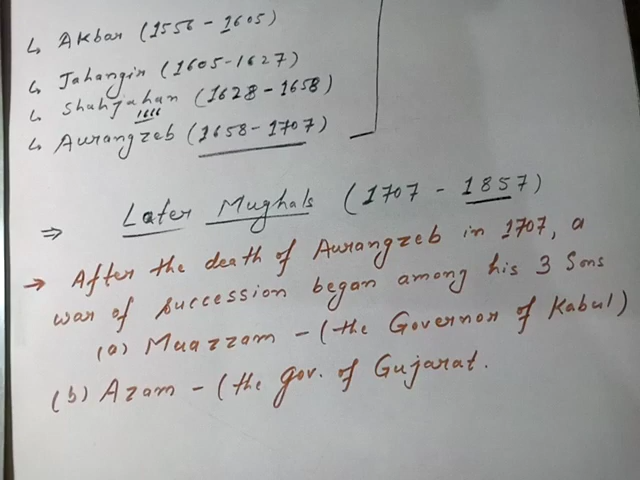 ↳ Akbar (1556 - 1605)
↳ Jahangir (1605-1627)
↳ Shahjahan (1628 - 1658)
1666
↳ Aurangzeb (1658 - 1707)
⇒ Later Mughals (1707 - 1857)
→ After the death of Aurangzeb in 1707, a
war of succession began among his 3 Sons
(a) Muazzam - (the Governor of Kabul)
(b) Azam - (the gov. of Gujarat.